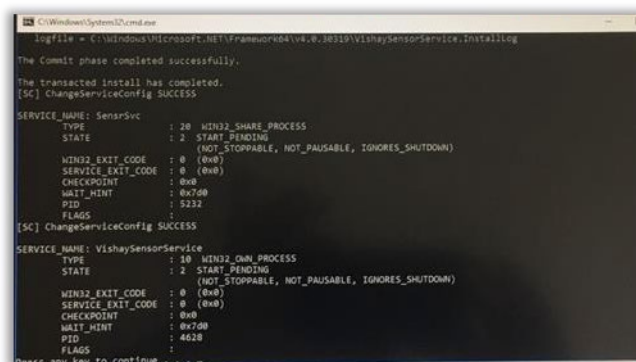 C:\Windows\System32\cmd.exe
logfile = C:\Windows\Microsoft.NET\Framework64\v4.0.30319\VishaySensorService.InstallLog
The Commit phase completed successfully.
The transacted install has completed.
[SC] ChangeServiceConfig SUCCESS
SERVICE_NAME: SensrSvc
TYPE : 20 WIN32_SHARE_PROCESS
STATE : 2 START_PENDING
(NOT_STOPPABLE, NOT_PAUSABLE, IGNORES_SHUTDOWN)
WIN32_EXIT_CODE : 0 (0x0)
SERVICE_EXIT_CODE : 0 (0x0)
CHECKPOINT : 0x0
WAIT_HINT : 0x7d0
PID : 5232
FLAGS :
[SC] ChangeServiceConfig SUCCESS
SERVICE_NAME: VishaySensorService
TYPE : 10 WIN32_OWN_PROCESS
STATE : 2 START_PENDING
(NOT_STOPPABLE, NOT_PAUSABLE, IGNORES_SHUTDOWN)
WIN32_EXIT_CODE : 0 (0x0)
SERVICE_EXIT_CODE : 0 (0x0)
CHECKPOINT : 0x0
WAIT_HINT : 0x7d0
PID : 4628
FLAGS :
Press any key to continue . . .